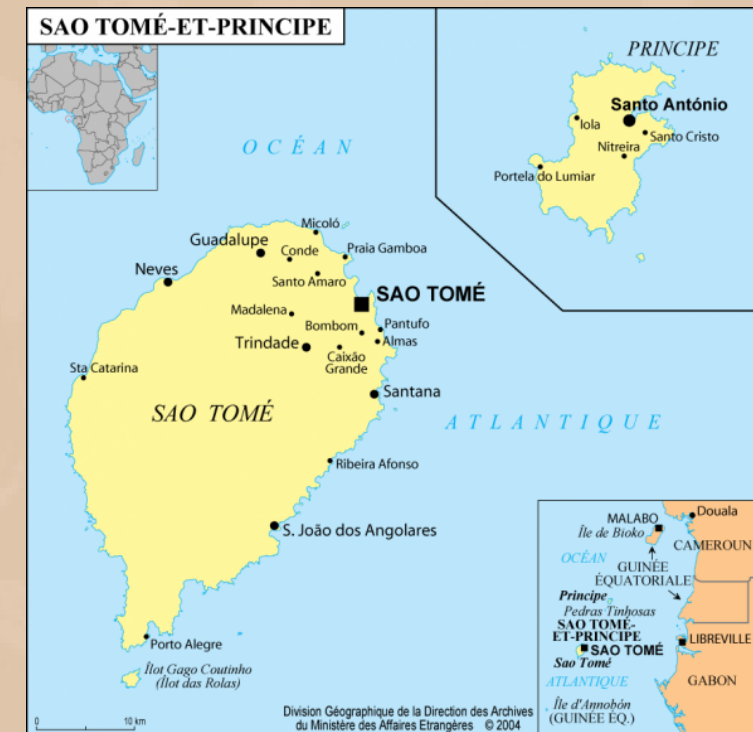 SAO TOMÉ-ET-PRINCIPE
PRINCIPE
Santo António
Iola
Santo Cristo
Nitreira
Portela do Lumiar
OCÉAN
Micoló
Guadalupe
Conde
Praia Gamboa
Neves
Santo Amaro
SAO TOMÉ
Madalena
Bombom
Pantufo
Trindade
Almas
Caixão
Grande
Sta Catarina
Santana
SAO TOMÉ
ATLANTIQUE
Ribeira Afonso
S. João dos Angolares
Porto Alegre
Îlot Gago Coutinho
(Îlot das Rolas)
Douala
MALABO
Île de Bioko
CAMEROUN
OCÉAN
GUINÉE
ÉQUATORIALE
Principe
Pedras Tinhosas
SAO TOMÉ-
ET-PRINCIPE
LIBREVILLE
SAO TOMÉ
Sao Tomé
ATLANTIQUE
GABON
Île d'Annobón
(GUINÉE ÉQ.)
0 10 km
Division Géographique de la Direction des Archives
du Ministère des Affaires Etrangères © 2004